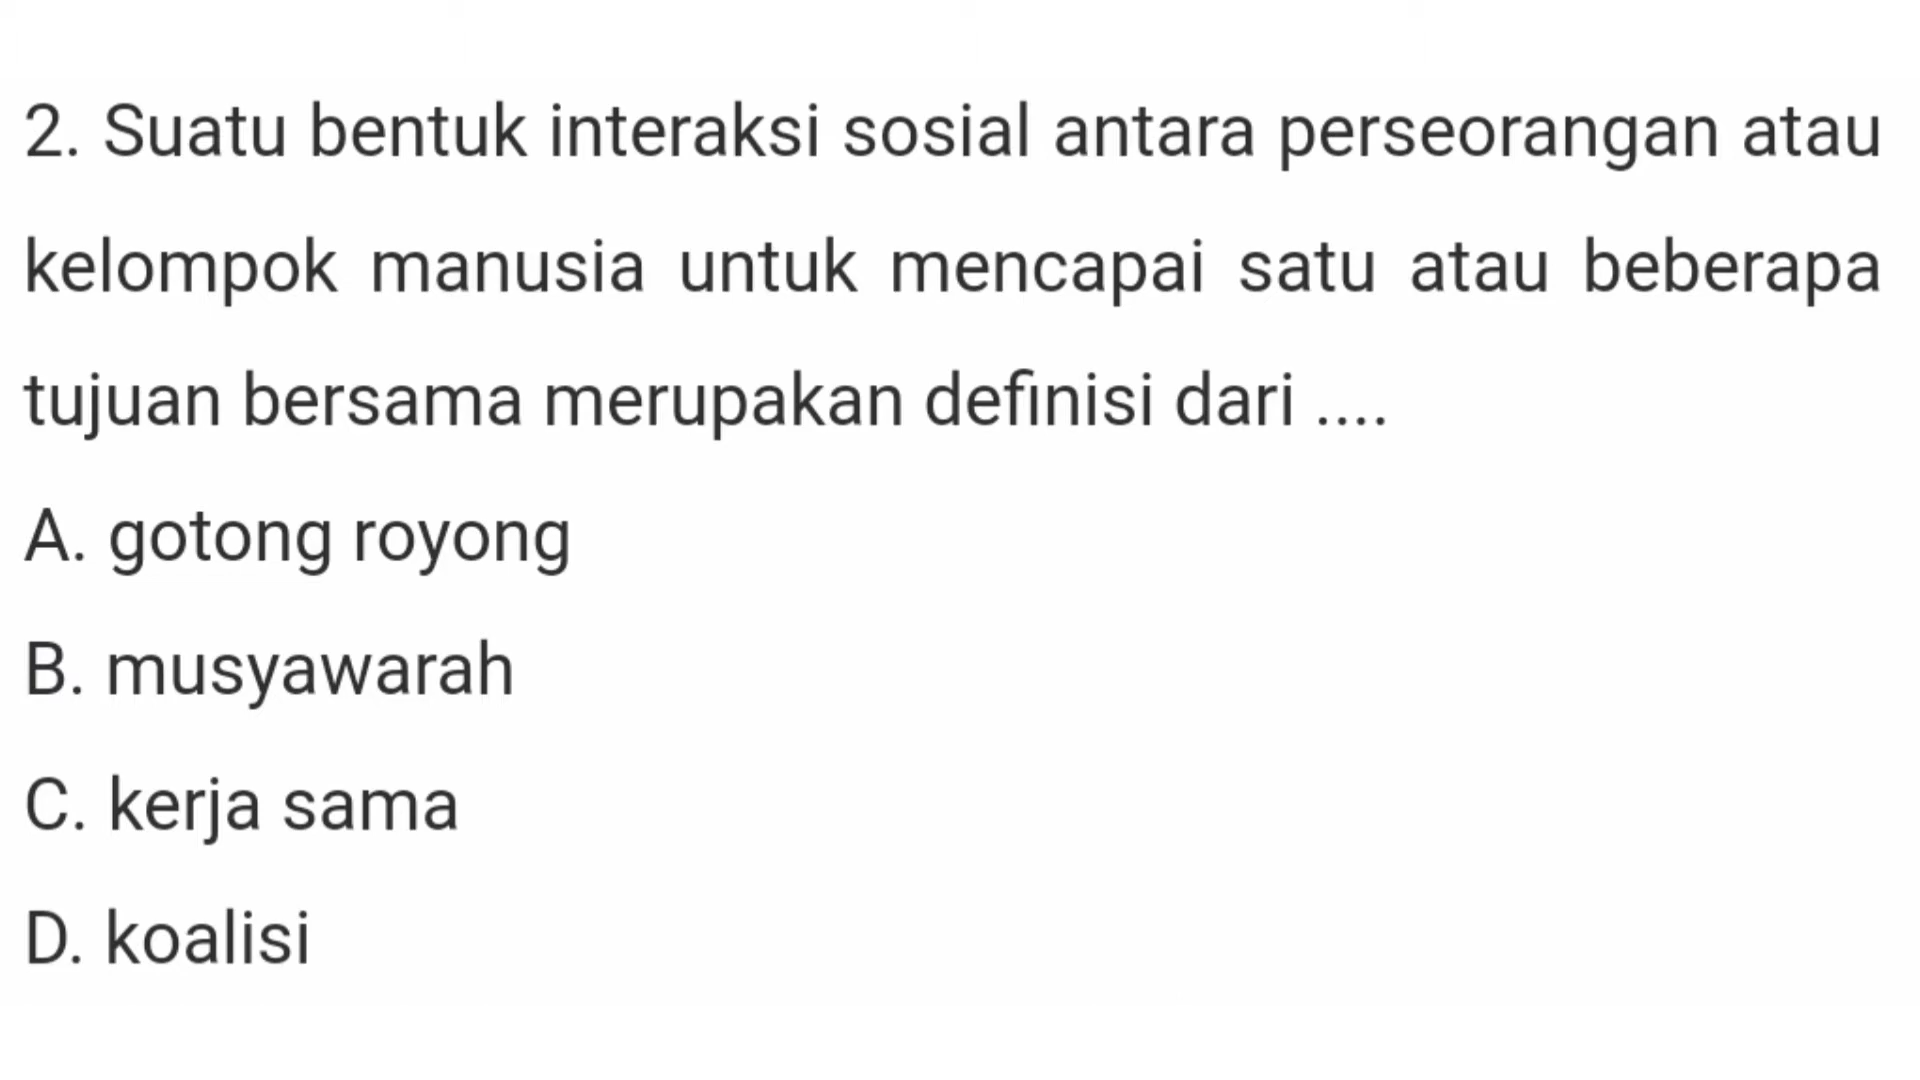 2. Suatu bentuk interaksi sosial antara perseorangan atau
kelompok manusia untuk mencapai satu atau beberapa
tujuan bersama merupakan definisi dari ....
A. gotong royong
B. musyawarah
C. kerja sama
D. koalisi